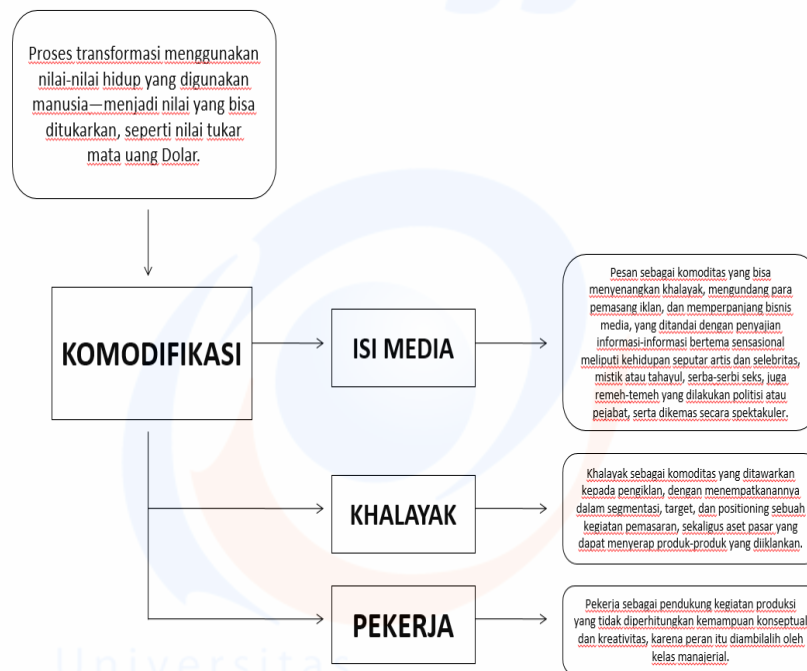 Proses transformasi menggunakan
nilai-nilai hidup yang digunakan
manusia—menjadi nilai yang bisa
ditukarkan, seperti nilai tukar
mata uang Dolar.
KOMODIFIKASI
ISI MEDIA
Pesan sebagai komoditas yang bisa
menyenangkan khalayak, mengundang para
pemasang iklan, dan memperpanjang bisnis
media, yang ditandai dengan penyajian
informasi-informasi bertema sensasional
meliputi kehidupan seputar artis dan selebritas,
mistik atau tahayul, serba-serbi seks, juga
remeh-temeh yang dilakukan politisi atau
pejabat, serta dikemas secara spektakuler.
KHALAYAK
Khalayak sebagai komoditas yang ditawarkan
kepada pengiklan, dengan menempatkanannya
dalam segmentasi, target, dan positioning sebuah
kegiatan pemasaran, sekaligus aset pasar yang
dapat menyerap produk-produk yang diiklankan.
PEKERJA
Pekerja sebagai pendukung kegiatan produksi
yang tidak diperhitungkan kemampuan konseptual
dan kreativitas, karena peran itu diambilalih oleh
kelas manajerial.
Universitas